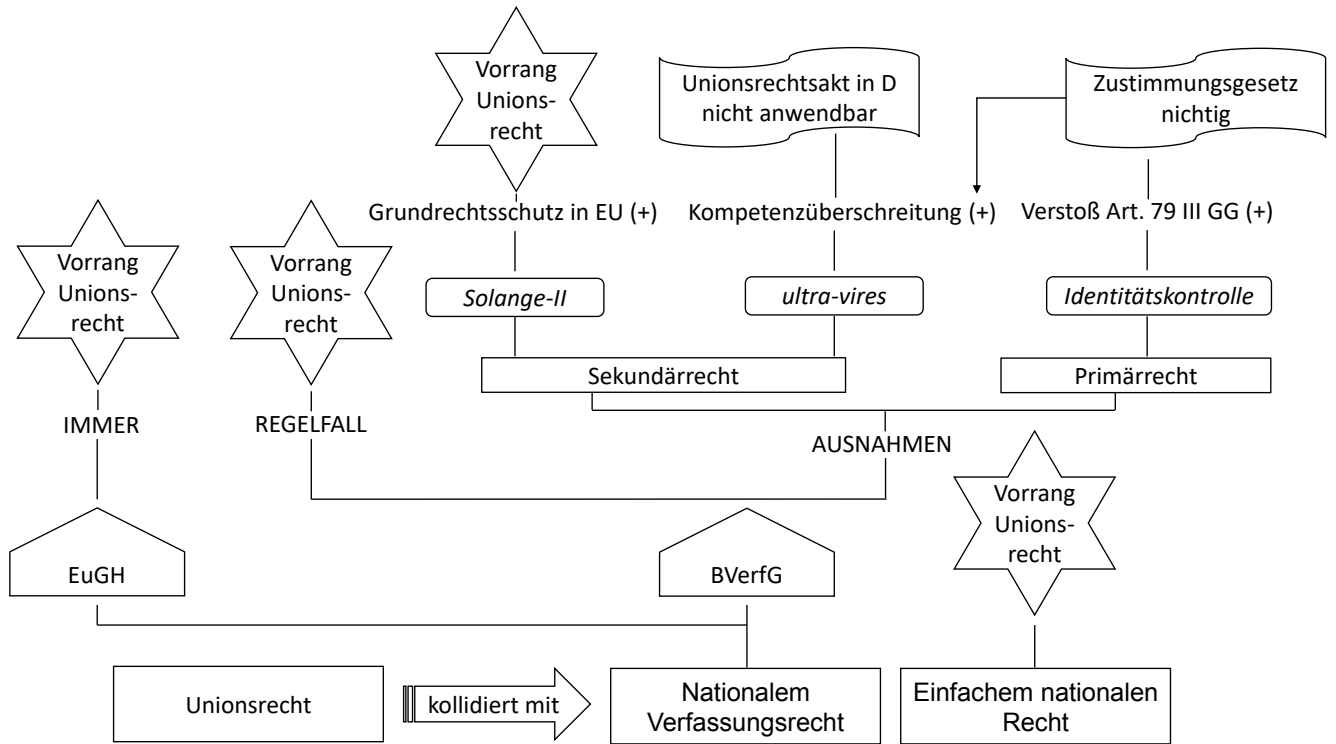 Vorrang
Unions-
recht
Unionsrechtsakt in D
nicht anwendbar
Zustimmungsgesetz
nichtig
Grundrechtsschutz in EU (+)
Kompetenzüberschreitung (+)
Verstoß Art. 79 III GG (+)
Vorrang
Unions-
recht
Vorrang
Unions-
recht
Solange-II
ultra-vires
Identitätskontrolle
Sekundärrecht
Primärrecht
IMMER
REGELFALL
AUSNAHMEN
Vorrang
Unions-
recht
EuGH
BVerfG
Unionsrecht
kollidiert mit
Nationalem
Verfassungsrecht
Einfachem nationalen
Recht